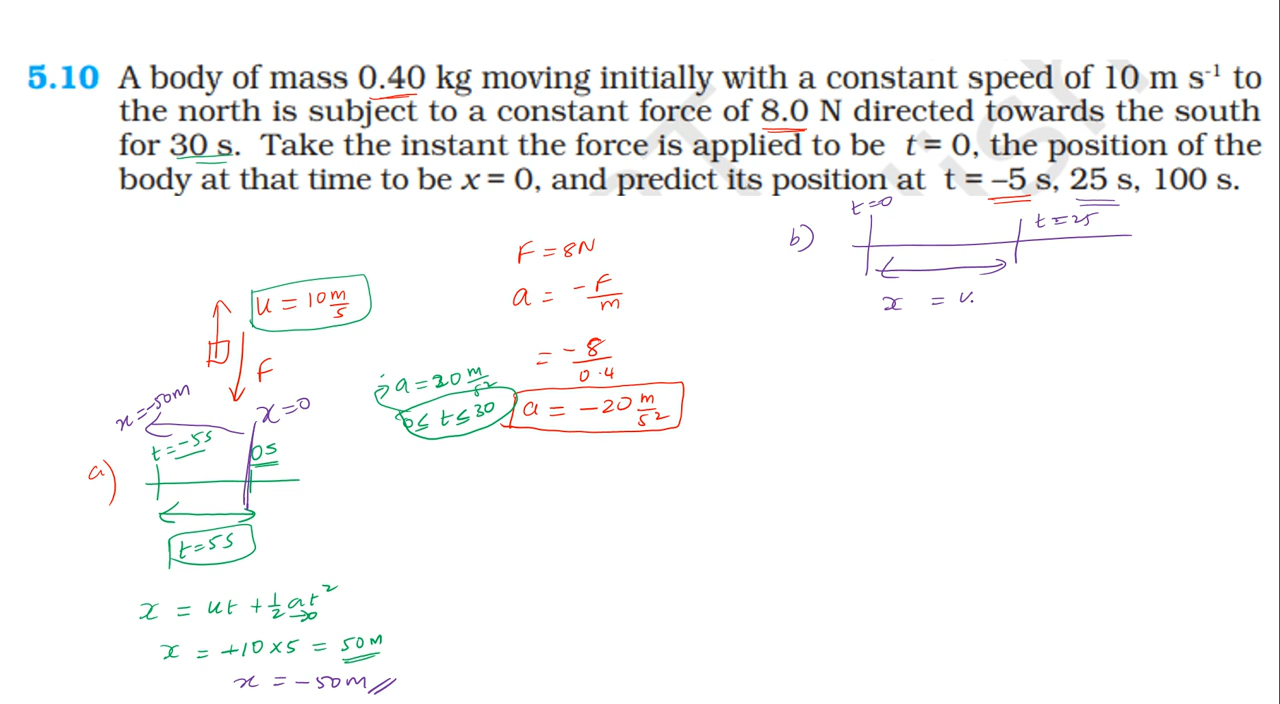 5.10 A body of mass 0.40 kg moving initially with a constant speed of 10 m s⁻¹ to
the north is subject to a constant force of 8.0 N directed towards the south
for 30 s. Take the instant the force is applied to be t = 0, the position of the
body at that time to be x = 0, and predict its position at t = –5 s, 25 s, 100 s.
u = 10 m/s
F
F = 8N
a = -F/m
= -8/0.4
a = -20 m/s²
a = 20 m/s²
0 ≤ t ≤ 30
x = -50m
x = 0
a)
t = -5s
0s
t = 5s
x = ut + ½ at²
→0
x = +10 × 5 = 50m
x = -50m
b)
t=0
t = 25
x = u.